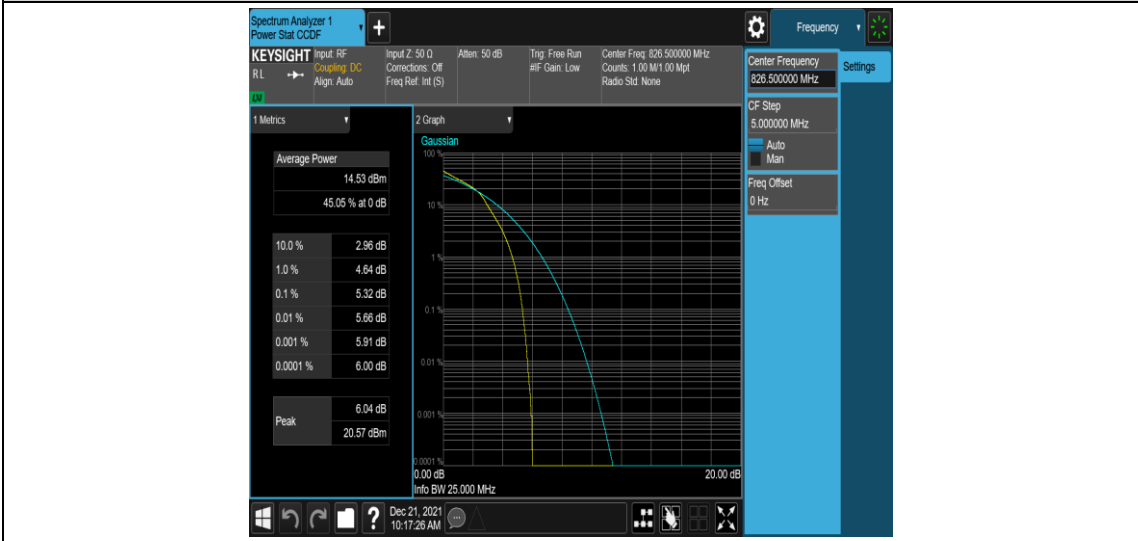 Spectrum Analyzer 1
Power Stat CCDF
+
Frequency
KEYSIGHT
R L
LXI
Input: RF
Coupling: DC
Align: Auto
Input Z: 50 Ω
Corrections: Off
Freq Ref: Int (S)
Atten: 50 dB
Trig: Free Run
#IF Gain: Low
Center Freq: 826.500000 MHz
Counts: 1.00 M/1.00 Mpt
Radio Std: None
Center Frequency
826.500000 MHz
Settings
CF Step
5.000000 MHz
Auto
Man
Freq Offset
0 Hz
1 Metrics
Average Power
14.53 dBm
45.05 % at 0 dB
10.0 % 2.96 dB
1.0 % 4.64 dB
0.1 % 5.32 dB
0.01 % 5.66 dB
0.001 % 5.91 dB
0.0001 % 6.00 dB
Peak
6.04 dB
20.57 dBm
2 Graph
Gaussian
100 %
10 %
1 %
0.1 %
0.01 %
0.001 %
0.0001 %
0.00 dB 20.00 dB
Info BW 25.000 MHz
?
Dec 21, 2021
10:17:26 AM